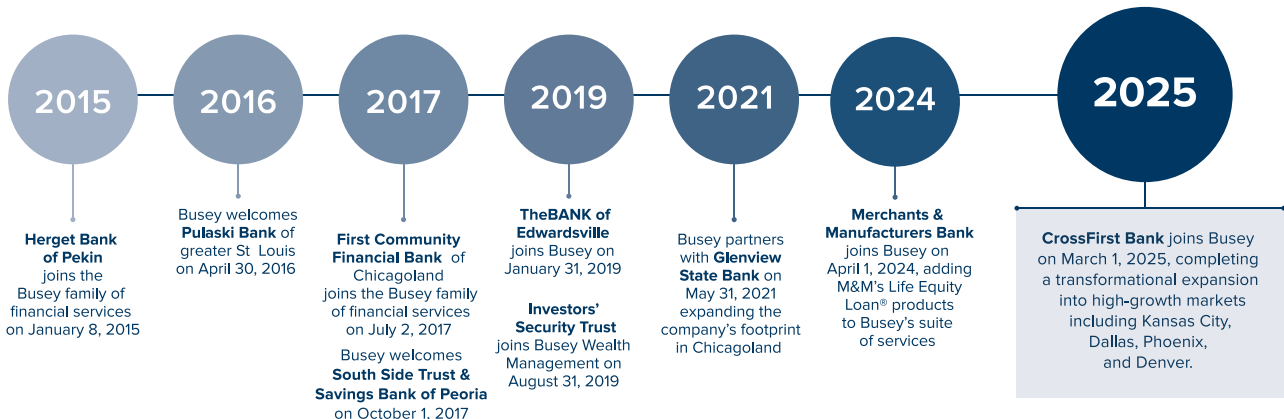 2015
2016
2017
2019
2021
2024
2025
Herget Bank
of Pekin
joins the
Busey family of
financial services
on January 8, 2015
Busey welcomes
Pulaski Bank of
greater St Louis
on April 30, 2016
First Community
Financial Bank of
Chicagoland
joins the Busey family
of financial services
on July 2, 2017
Busey welcomes
South Side Trust &
Savings Bank of Peoria
on October 1, 2017
TheBANK of
Edwardsville
joins Busey on
January 31, 2019
Investors’
Security Trust
joins Busey Wealth
Management on
August 31, 2019
Busey partners
with Glenview
State Bank on
May 31, 2021
expanding the
company’s footprint
in Chicagoland
Merchants &
Manufacturers Bank
joins Busey on
April 1, 2024, adding
M&M’s Life Equity
Loan® products
to Busey’s suite
of services
CrossFirst Bank joins Busey
on March 1, 2025, completing
a transformational expansion
into high-growth markets
including Kansas City,
Dallas, Phoenix,
and Denver.